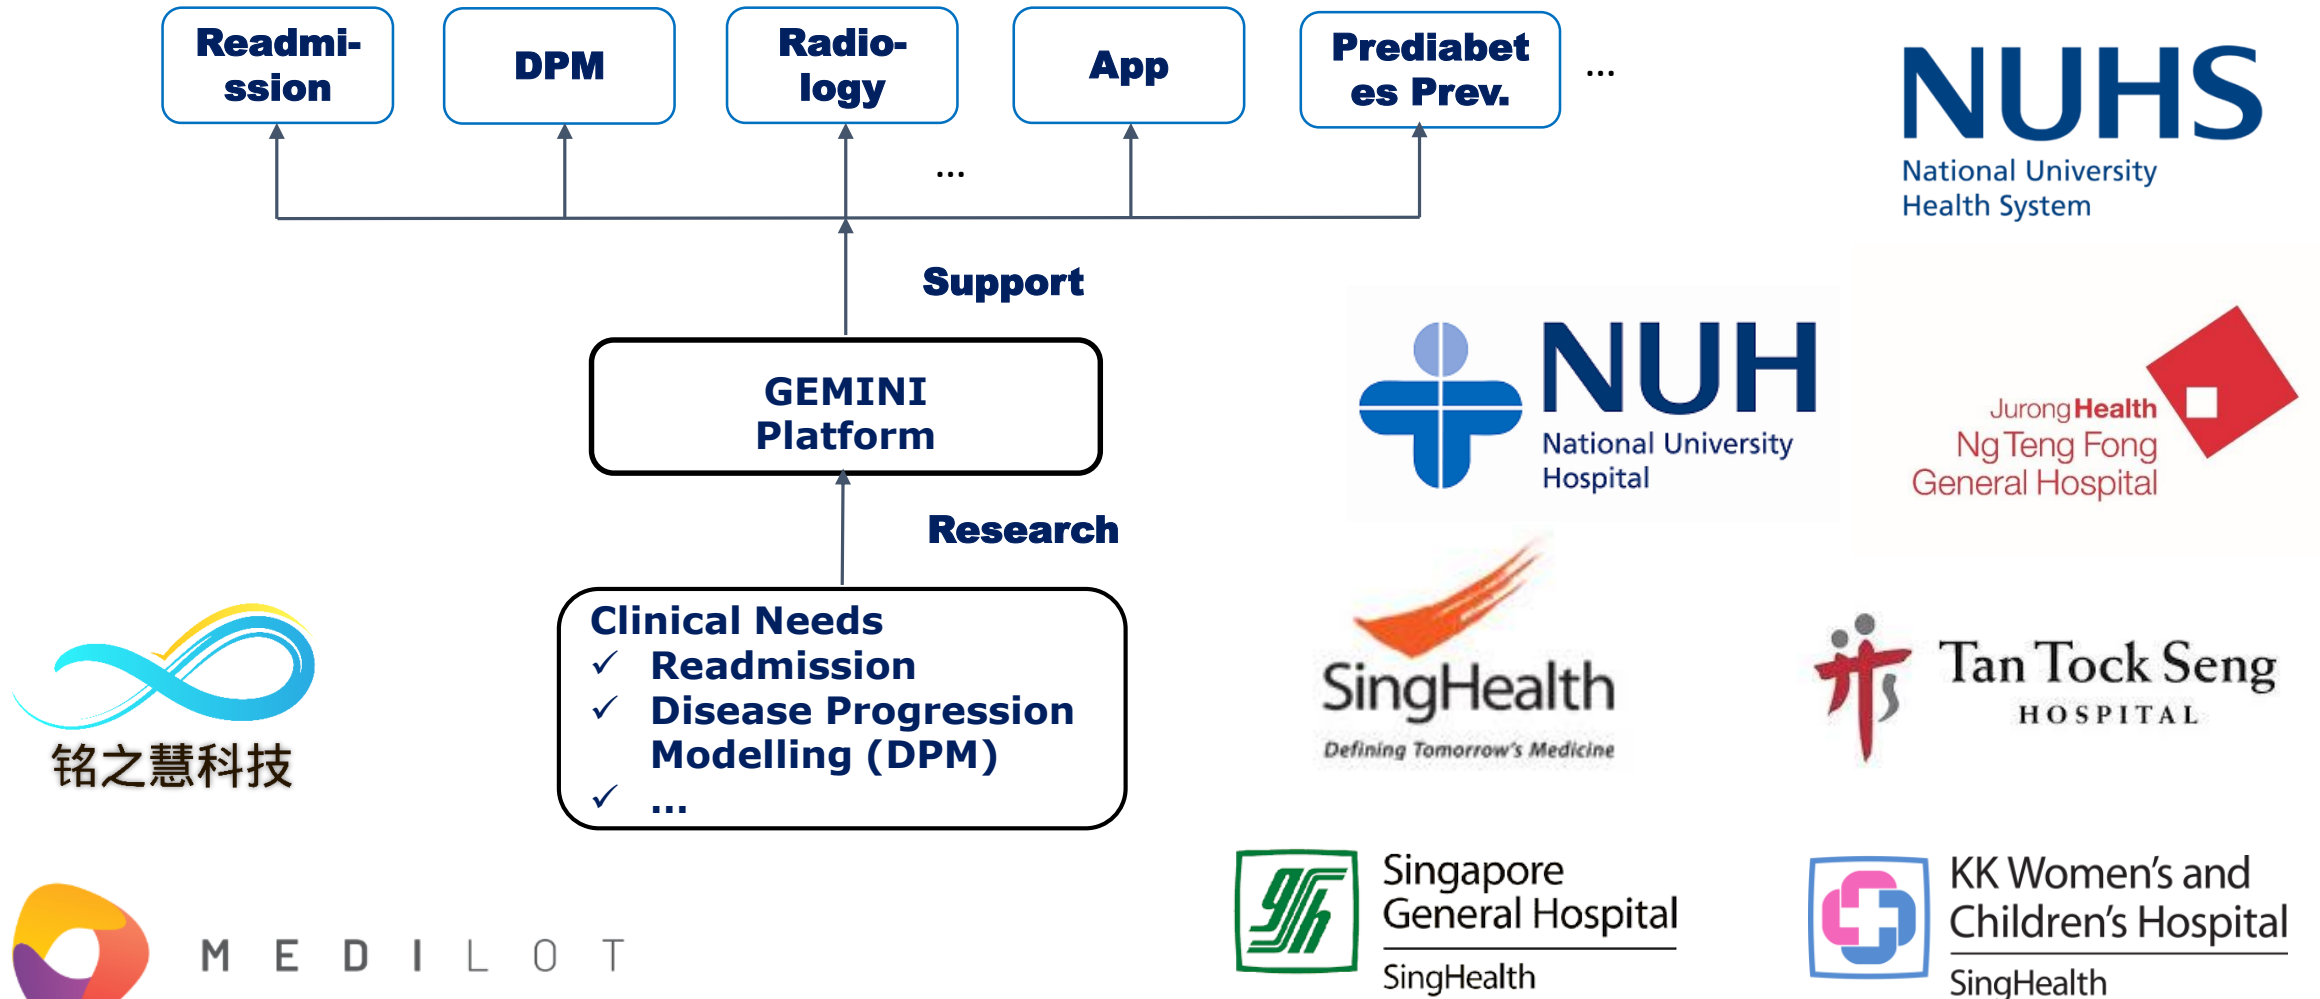 Readmi-
ssion
DPM
Radio-
logy
App
Prediabet
es Prev.
...
...
Support
GEMINI
Platform
Research
Clinical Needs
✓ Readmission
✓ Disease Progression
Modelling (DPM)
✓ ...
铭之慧科技
MEDILOT
NUHS
National University
Health System
NUH
National University
Hospital
JurongHealth
Ng Teng Fong
General Hospital
SingHealth
Defining Tomorrow's Medicine
Tan Tock Seng
HOSPITAL
Singapore
General Hospital
SingHealth
KK Women's and
Children's Hospital
SingHealth